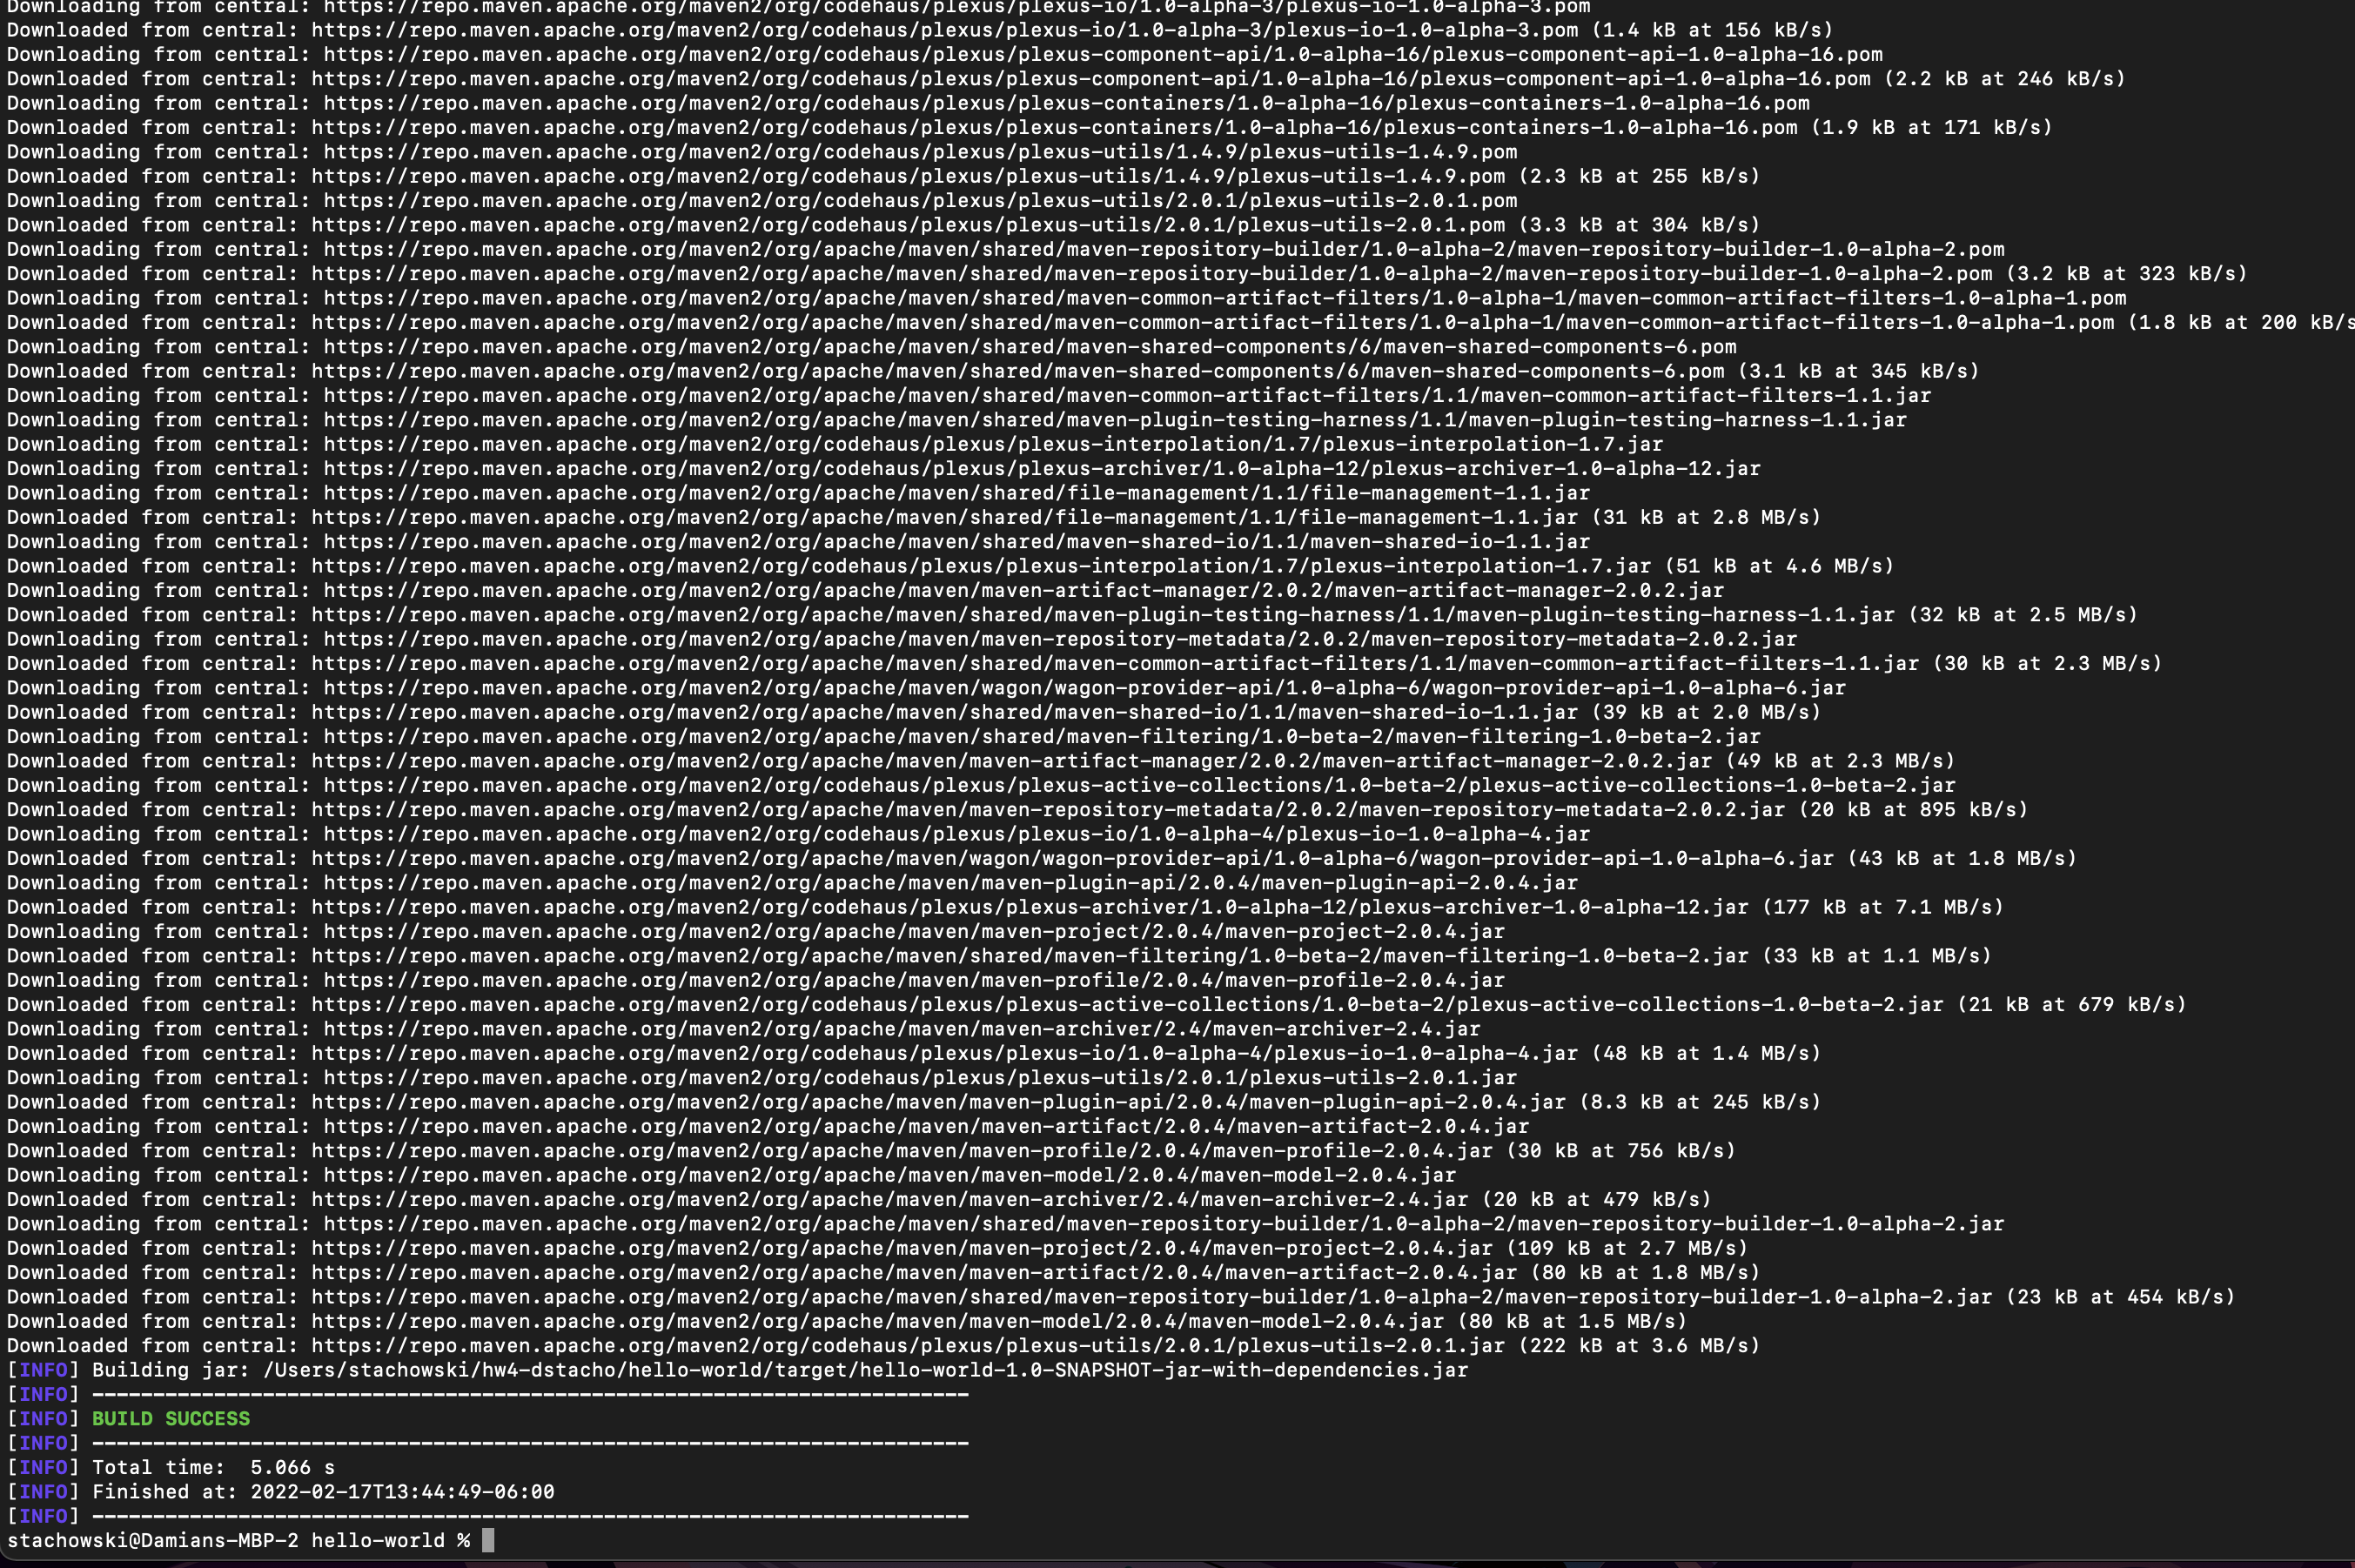 Downloading from central: https://repo.maven.apache.org/maven2/org/codehaus/plexus/plexus-io/1.0-alpha-3/plexus-io-1.0-alpha-3.pom
Downloaded from central: https://repo.maven.apache.org/maven2/org/codehaus/plexus/plexus-io/1.0-alpha-3/plexus-io-1.0-alpha-3.pom (1.4 kB at 156 kB/s)
Downloading from central: https://repo.maven.apache.org/maven2/org/codehaus/plexus/plexus-component-api/1.0-alpha-16/plexus-component-api-1.0-alpha-16.pom
Downloaded from central: https://repo.maven.apache.org/maven2/org/codehaus/plexus/plexus-component-api/1.0-alpha-16/plexus-component-api-1.0-alpha-16.pom (2.2 kB at 246 kB/s)
Downloading from central: https://repo.maven.apache.org/maven2/org/codehaus/plexus/plexus-containers/1.0-alpha-16/plexus-containers-1.0-alpha-16.pom
Downloaded from central: https://repo.maven.apache.org/maven2/org/codehaus/plexus/plexus-containers/1.0-alpha-16/plexus-containers-1.0-alpha-16.pom (1.9 kB at 171 kB/s)
Downloading from central: https://repo.maven.apache.org/maven2/org/codehaus/plexus/plexus-utils/1.4.9/plexus-utils-1.4.9.pom
Downloaded from central: https://repo.maven.apache.org/maven2/org/codehaus/plexus/plexus-utils/1.4.9/plexus-utils-1.4.9.pom (2.3 kB at 255 kB/s)
Downloading from central: https://repo.maven.apache.org/maven2/org/codehaus/plexus/plexus-utils/2.0.1/plexus-utils-2.0.1.pom
Downloaded from central: https://repo.maven.apache.org/maven2/org/codehaus/plexus/plexus-utils/2.0.1/plexus-utils-2.0.1.pom (3.3 kB at 304 kB/s)
Downloading from central: https://repo.maven.apache.org/maven2/org/apache/maven/shared/maven-repository-builder/1.0-alpha-2/maven-repository-builder-1.0-alpha-2.pom
Downloaded from central: https://repo.maven.apache.org/maven2/org/apache/maven/shared/maven-repository-builder/1.0-alpha-2/maven-repository-builder-1.0-alpha-2.pom (3.2 kB at 323 kB/s)
Downloading from central: https://repo.maven.apache.org/maven2/org/apache/maven/shared/maven-common-artifact-filters/1.0-alpha-1/maven-common-artifact-filters-1.0-alpha-1.pom
Downloaded from central: https://repo.maven.apache.org/maven2/org/apache/maven/shared/maven-common-artifact-filters/1.0-alpha-1/maven-common-artifact-filters-1.0-alpha-1.pom (1.8 kB at 200 kB/s
Downloading from central: https://repo.maven.apache.org/maven2/org/apache/maven/shared/maven-shared-components/6/maven-shared-components-6.pom
Downloaded from central: https://repo.maven.apache.org/maven2/org/apache/maven/shared/maven-shared-components/6/maven-shared-components-6.pom (3.1 kB at 345 kB/s)
Downloading from central: https://repo.maven.apache.org/maven2/org/apache/maven/shared/maven-common-artifact-filters/1.1/maven-common-artifact-filters-1.1.jar
Downloading from central: https://repo.maven.apache.org/maven2/org/apache/maven/shared/maven-plugin-testing-harness/1.1/maven-plugin-testing-harness-1.1.jar
Downloading from central: https://repo.maven.apache.org/maven2/org/codehaus/plexus/plexus-interpolation/1.7/plexus-interpolation-1.7.jar
Downloading from central: https://repo.maven.apache.org/maven2/org/codehaus/plexus/plexus-archiver/1.0-alpha-12/plexus-archiver-1.0-alpha-12.jar
Downloading from central: https://repo.maven.apache.org/maven2/org/apache/maven/shared/file-management/1.1/file-management-1.1.jar
Downloaded from central: https://repo.maven.apache.org/maven2/org/apache/maven/shared/file-management/1.1/file-management-1.1.jar (31 kB at 2.8 MB/s)
Downloading from central: https://repo.maven.apache.org/maven2/org/apache/maven/shared/maven-shared-io/1.1/maven-shared-io-1.1.jar
Downloaded from central: https://repo.maven.apache.org/maven2/org/codehaus/plexus/plexus-interpolation/1.7/plexus-interpolation-1.7.jar (51 kB at 4.6 MB/s)
Downloading from central: https://repo.maven.apache.org/maven2/org/apache/maven/maven-artifact-manager/2.0.2/maven-artifact-manager-2.0.2.jar
Downloaded from central: https://repo.maven.apache.org/maven2/org/apache/maven/shared/maven-plugin-testing-harness/1.1/maven-plugin-testing-harness-1.1.jar (32 kB at 2.5 MB/s)
Downloading from central: https://repo.maven.apache.org/maven2/org/apache/maven/maven-repository-metadata/2.0.2/maven-repository-metadata-2.0.2.jar
Downloaded from central: https://repo.maven.apache.org/maven2/org/apache/maven/shared/maven-common-artifact-filters/1.1/maven-common-artifact-filters-1.1.jar (30 kB at 2.3 MB/s)
Downloading from central: https://repo.maven.apache.org/maven2/org/apache/maven/wagon/wagon-provider-api/1.0-alpha-6/wagon-provider-api-1.0-alpha-6.jar
Downloaded from central: https://repo.maven.apache.org/maven2/org/apache/maven/shared/maven-shared-io/1.1/maven-shared-io-1.1.jar (39 kB at 2.0 MB/s)
Downloading from central: https://repo.maven.apache.org/maven2/org/apache/maven/shared/maven-filtering/1.0-beta-2/maven-filtering-1.0-beta-2.jar
Downloaded from central: https://repo.maven.apache.org/maven2/org/apache/maven/maven-artifact-manager/2.0.2/maven-artifact-manager-2.0.2.jar (49 kB at 2.3 MB/s)
Downloading from central: https://repo.maven.apache.org/maven2/org/codehaus/plexus/plexus-active-collections/1.0-beta-2/plexus-active-collections-1.0-beta-2.jar
Downloaded from central: https://repo.maven.apache.org/maven2/org/apache/maven/maven-repository-metadata/2.0.2/maven-repository-metadata-2.0.2.jar (20 kB at 895 kB/s)
Downloading from central: https://repo.maven.apache.org/maven2/org/codehaus/plexus/plexus-io/1.0-alpha-4/plexus-io-1.0-alpha-4.jar
Downloaded from central: https://repo.maven.apache.org/maven2/org/apache/maven/wagon/wagon-provider-api/1.0-alpha-6/wagon-provider-api-1.0-alpha-6.jar (43 kB at 1.8 MB/s)
Downloading from central: https://repo.maven.apache.org/maven2/org/apache/maven/maven-plugin-api/2.0.4/maven-plugin-api-2.0.4.jar
Downloaded from central: https://repo.maven.apache.org/maven2/org/codehaus/plexus/plexus-archiver/1.0-alpha-12/plexus-archiver-1.0-alpha-12.jar (177 kB at 7.1 MB/s)
Downloading from central: https://repo.maven.apache.org/maven2/org/apache/maven/maven-project/2.0.4/maven-project-2.0.4.jar
Downloaded from central: https://repo.maven.apache.org/maven2/org/apache/maven/shared/maven-filtering/1.0-beta-2/maven-filtering-1.0-beta-2.jar (33 kB at 1.1 MB/s)
Downloading from central: https://repo.maven.apache.org/maven2/org/apache/maven/maven-profile/2.0.4/maven-profile-2.0.4.jar
Downloaded from central: https://repo.maven.apache.org/maven2/org/codehaus/plexus/plexus-active-collections/1.0-beta-2/plexus-active-collections-1.0-beta-2.jar (21 kB at 679 kB/s)
Downloading from central: https://repo.maven.apache.org/maven2/org/apache/maven/maven-archiver/2.4/maven-archiver-2.4.jar
Downloaded from central: https://repo.maven.apache.org/maven2/org/codehaus/plexus/plexus-io/1.0-alpha-4/plexus-io-1.0-alpha-4.jar (48 kB at 1.4 MB/s)
Downloading from central: https://repo.maven.apache.org/maven2/org/codehaus/plexus/plexus-utils/2.0.1/plexus-utils-2.0.1.jar
Downloaded from central: https://repo.maven.apache.org/maven2/org/apache/maven/maven-plugin-api/2.0.4/maven-plugin-api-2.0.4.jar (8.3 kB at 245 kB/s)
Downloading from central: https://repo.maven.apache.org/maven2/org/apache/maven/maven-artifact/2.0.4/maven-artifact-2.0.4.jar
Downloaded from central: https://repo.maven.apache.org/maven2/org/apache/maven/maven-profile/2.0.4/maven-profile-2.0.4.jar (30 kB at 756 kB/s)
Downloading from central: https://repo.maven.apache.org/maven2/org/apache/maven/maven-model/2.0.4/maven-model-2.0.4.jar
Downloaded from central: https://repo.maven.apache.org/maven2/org/apache/maven/maven-archiver/2.4/maven-archiver-2.4.jar (20 kB at 479 kB/s)
Downloading from central: https://repo.maven.apache.org/maven2/org/apache/maven/shared/maven-repository-builder/1.0-alpha-2/maven-repository-builder-1.0-alpha-2.jar
Downloaded from central: https://repo.maven.apache.org/maven2/org/apache/maven/maven-project/2.0.4/maven-project-2.0.4.jar (109 kB at 2.7 MB/s)
Downloaded from central: https://repo.maven.apache.org/maven2/org/apache/maven/maven-artifact/2.0.4/maven-artifact-2.0.4.jar (80 kB at 1.8 MB/s)
Downloaded from central: https://repo.maven.apache.org/maven2/org/apache/maven/shared/maven-repository-builder/1.0-alpha-2/maven-repository-builder-1.0-alpha-2.jar (23 kB at 454 kB/s)
Downloaded from central: https://repo.maven.apache.org/maven2/org/apache/maven/maven-model/2.0.4/maven-model-2.0.4.jar (80 kB at 1.5 MB/s)
Downloaded from central: https://repo.maven.apache.org/maven2/org/codehaus/plexus/plexus-utils/2.0.1/plexus-utils-2.0.1.jar (222 kB at 3.6 MB/s)
[INFO] Building jar: /Users/stachowski/hw4-dstacho/hello-world/target/hello-world-1.0-SNAPSHOT-jar-with-dependencies.jar
[INFO] ------------------------------------------------------------------------
[INFO] BUILD SUCCESS
[INFO] ------------------------------------------------------------------------
[INFO] Total time:  5.066 s
[INFO] Finished at: 2022-02-17T13:44:49-06:00
[INFO] ------------------------------------------------------------------------
stachowski@Damians-MBP-2 hello-world %